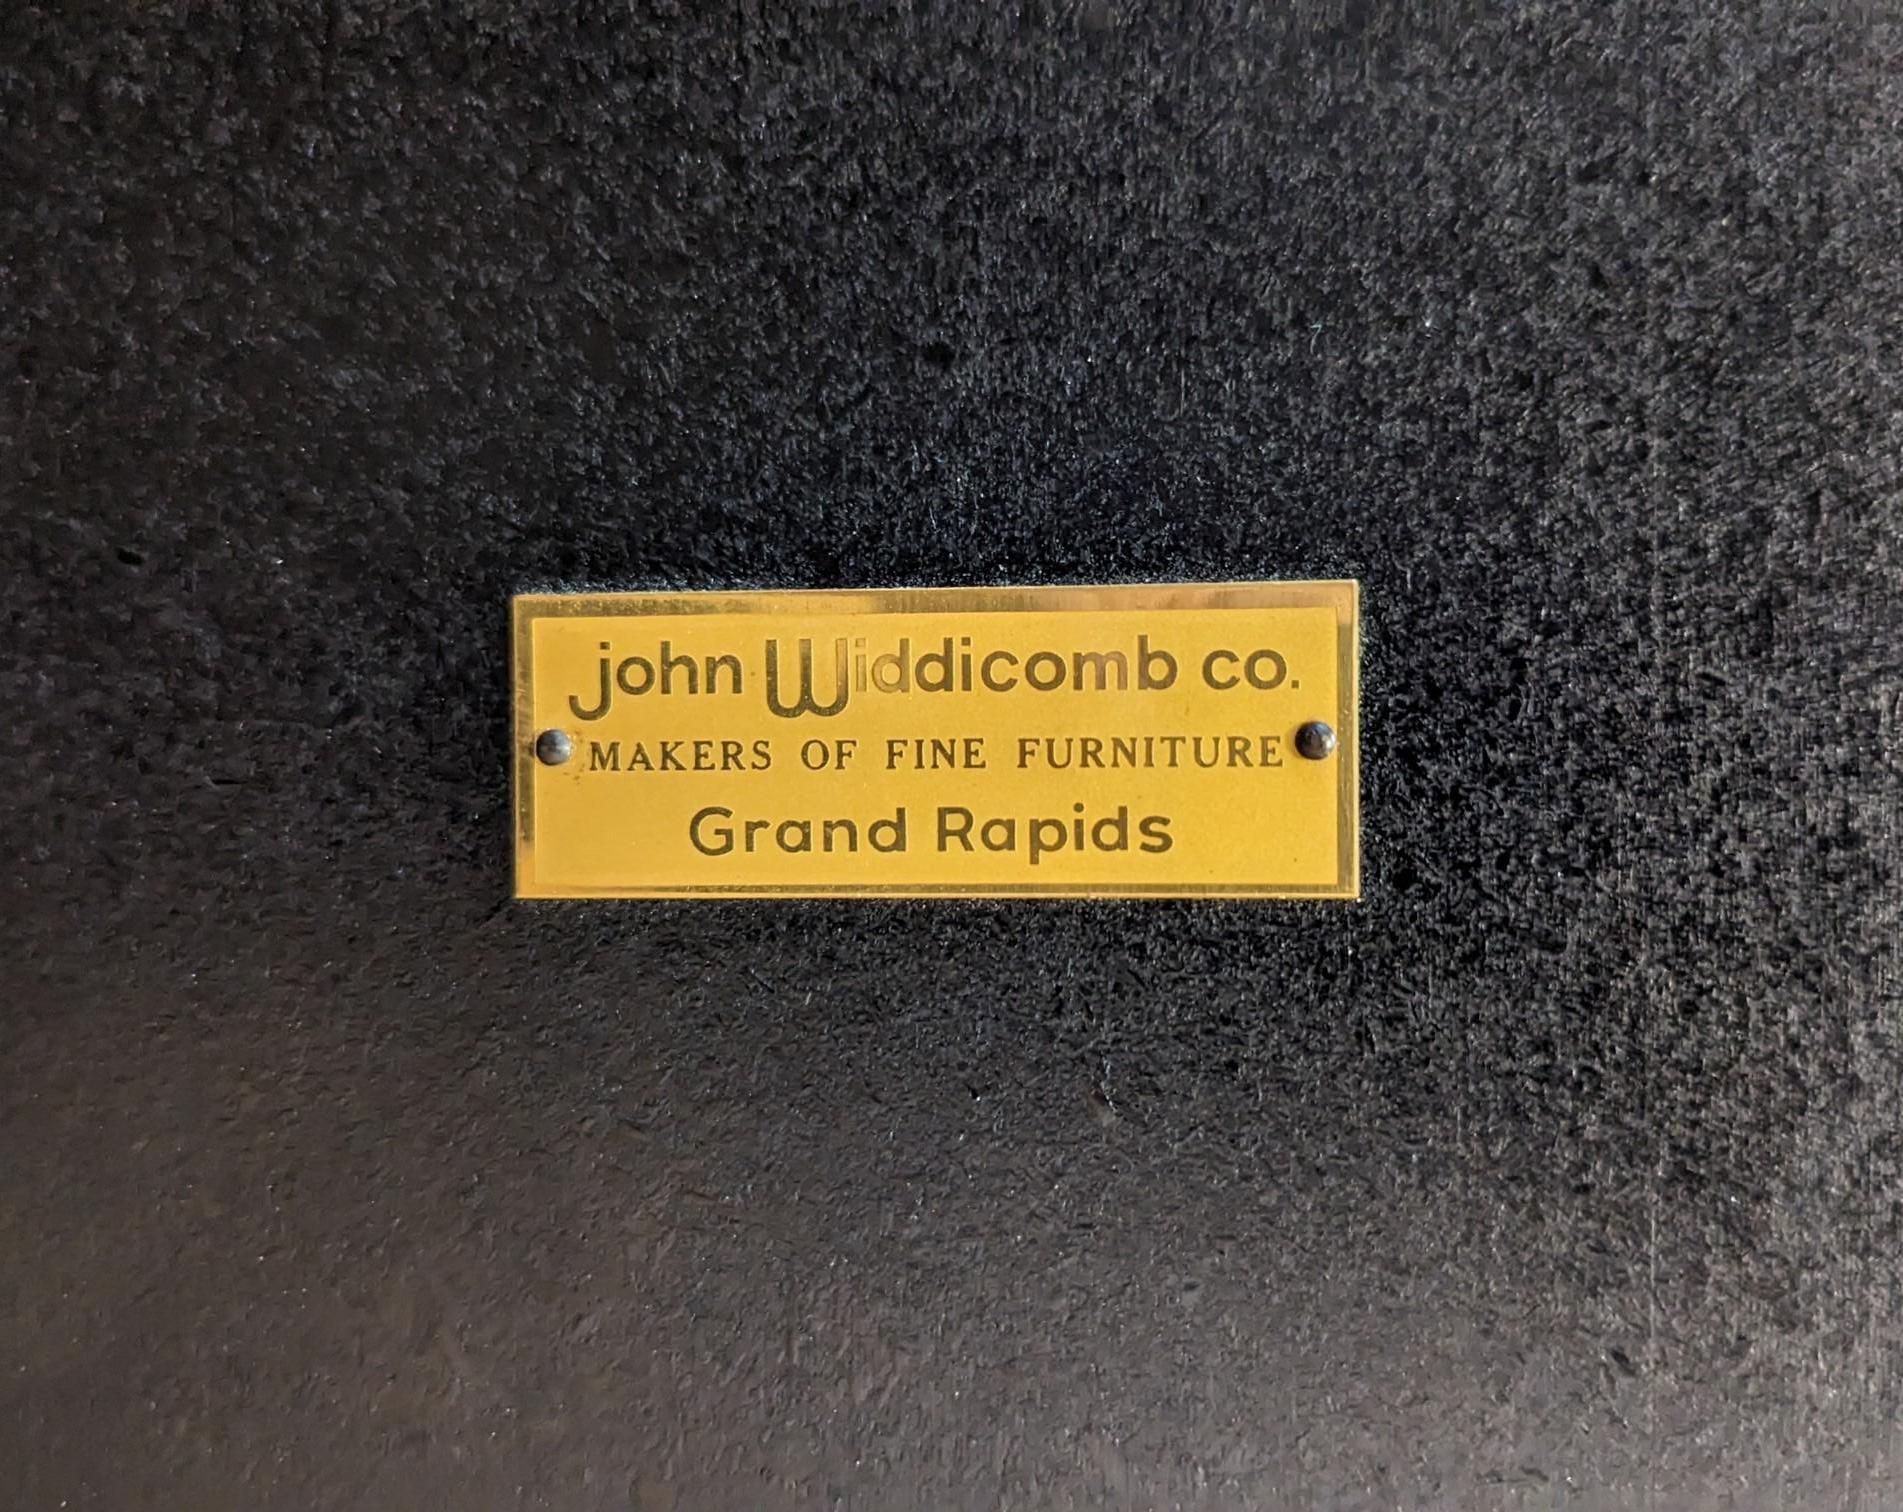 john Widdicomb co.
MAKERS OF FINE FURNITURE
Grand Rapids